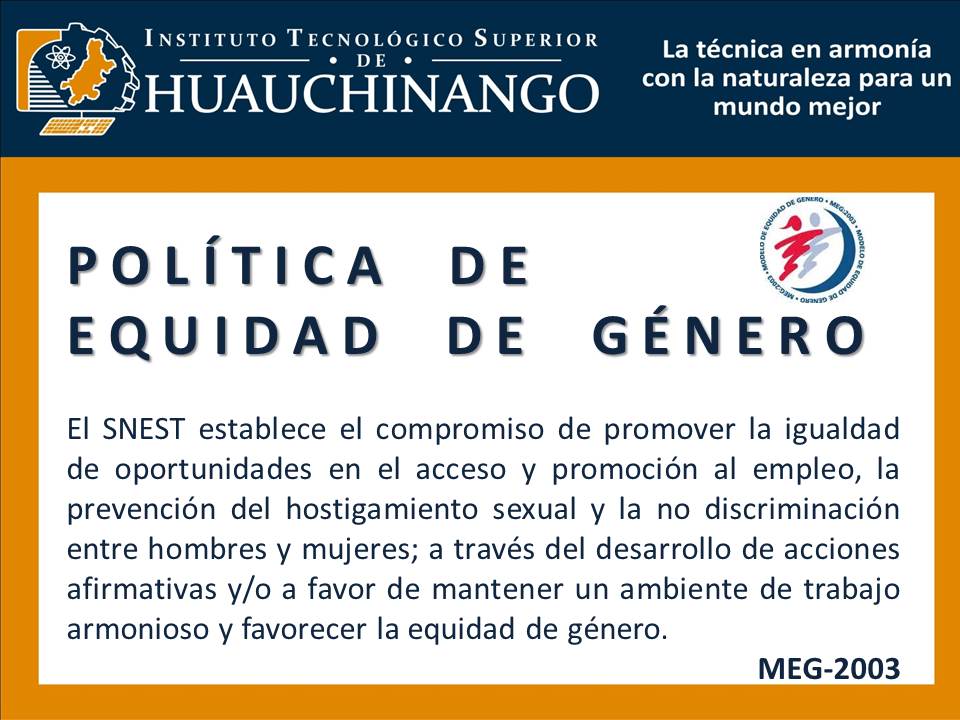 INSTITUTO TECNOLÓGICO SUPERIOR
• DE •
HUAUCHINANGO
La técnica en armonía
con la naturaleza para un
mundo mejor
MODELO DE EQUIDAD DE GENERO • MEG:2003 • MODELO DE EQUIDAD DE GENERO • MEG:2003 •
POLÍTICA DE
EQUIDAD DE GÉNERO
El SNEST establece el compromiso de promover la igualdad
de oportunidades en el acceso y promoción al empleo, la
prevención del hostigamiento sexual y la no discriminación
entre hombres y mujeres; a través del desarrollo de acciones
afirmativas y/o a favor de mantener un ambiente de trabajo
armonioso y favorecer la equidad de género.
MEG-2003